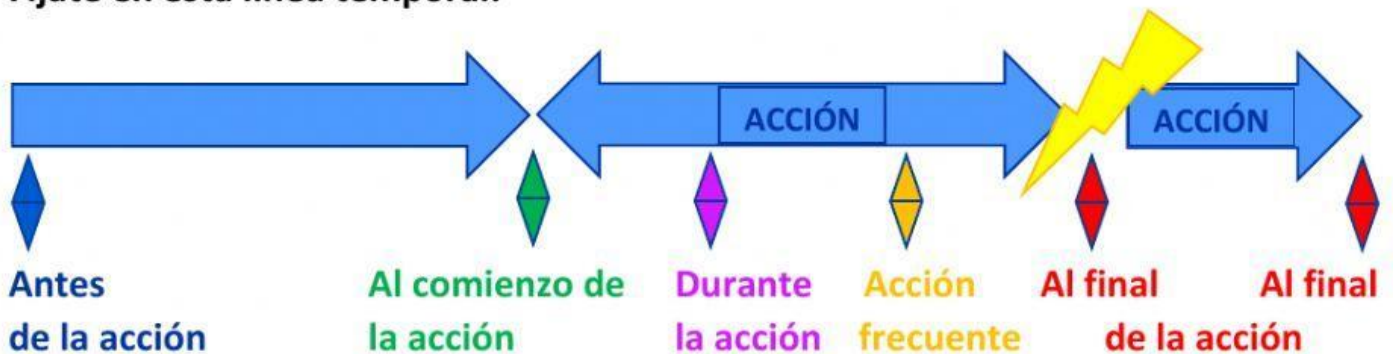 ACCIÓN ACCIÓN
Antes Al comienzo de Durante Acción Al final Al final
de la acción la acción la acción frecuente de la acción